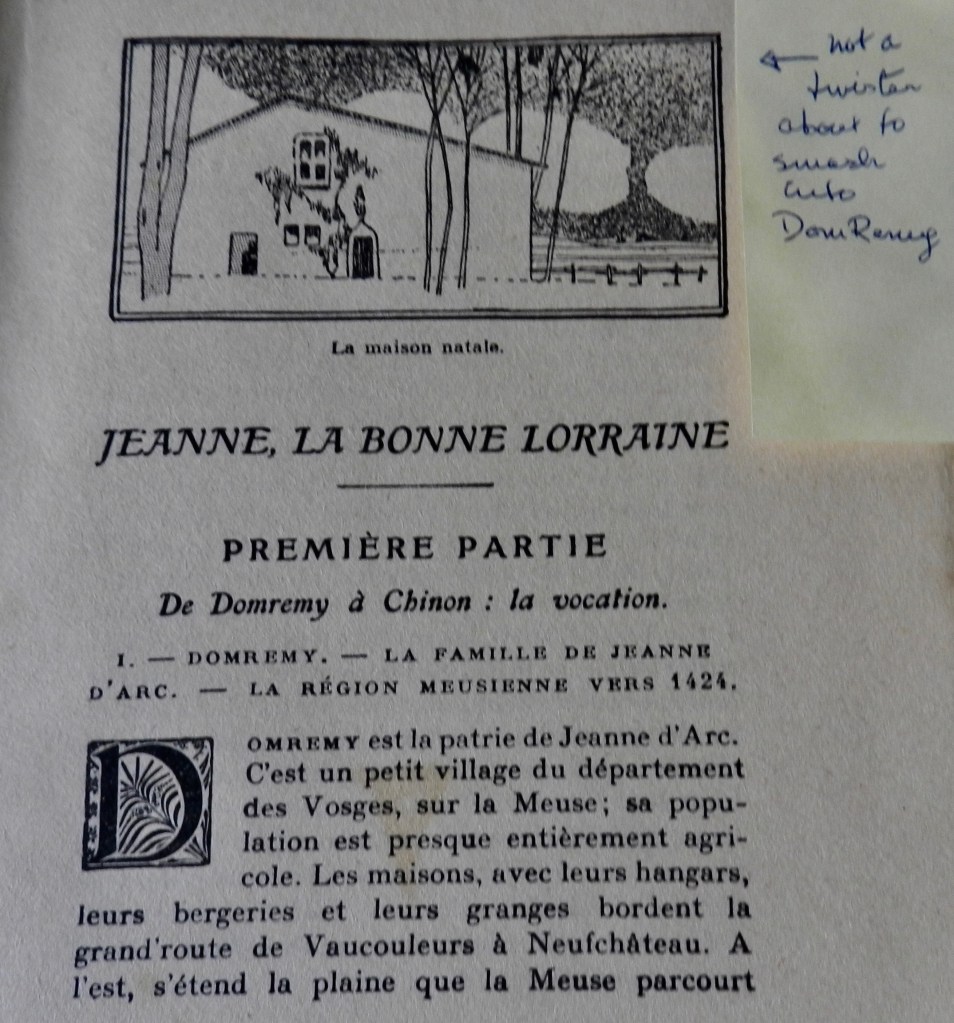 ← not a
twister
about to
smash
into
DomRemy
La maison natale.
JEANNE, LA BONNE LORRAINE
PREMIÈRE PARTIE
De Domremy à Chinon : la vocation.
I. — DOMREMY. — LA FAMILLE DE JEANNE
D'ARC. — LA RÉGION MEUSIENNE VERS 1424.
DOMREMY est la patrie de Jeanne d'Arc.
C'est un petit village du département
des Vosges, sur la Meuse; sa popu-
lation est presque entièrement agri-
cole. Les maisons, avec leurs hangars,
leurs bergeries et leurs granges bordent la
grand'route de Vaucouleurs à Neufchâteau. A
l'est, s'étend la plaine que la Meuse parcourt